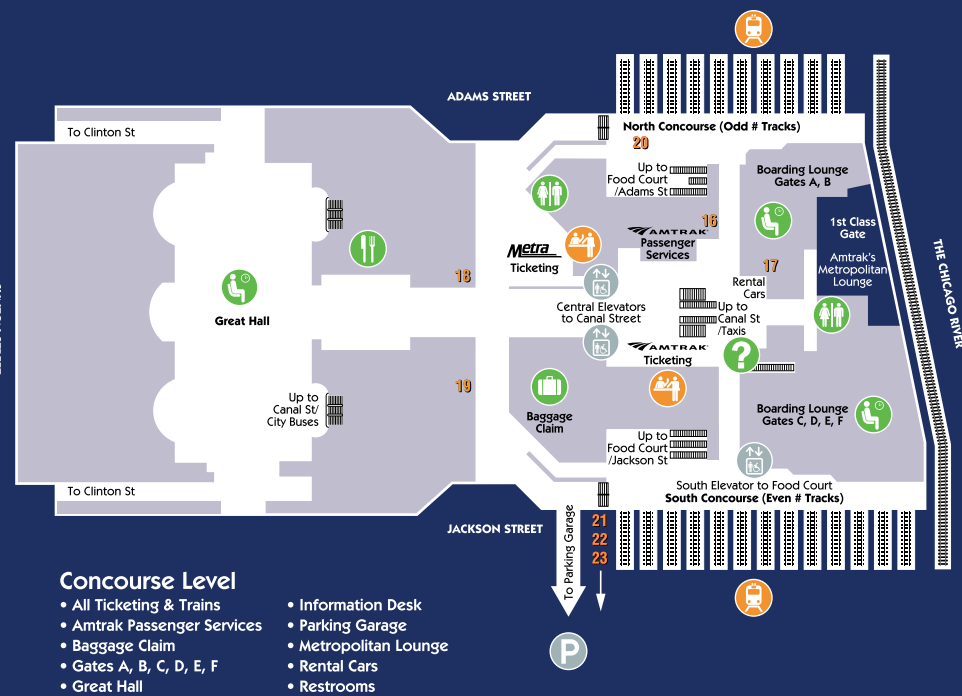 ADAMS STREET
To Clinton St
North Concourse (Odd # Tracks)
20
Up to
Food Court
/Adams St
Boarding Lounge
Gates A, B
16
AMTRAK
Passenger
Services
1st Class
Gate
Amtrak's
Metropolitan
Lounge
THE CHICAGO RIVER
Metra
Ticketing
18
17
Rental
Cars
Great Hall
Central Elevators
to Canal Street
Up to
Canal St
/Taxis
AMTRAK
Ticketing
?
19
Up to
Canal St/
City Buses
Baggage
Claim
Boarding Lounge
Gates C, D, E, F
Up to
Food Court
/Jackson St
To Clinton St
South Elevator to Food Court
South Concourse (Even # Tracks)
JACKSON STREET
To Parking Garage
21
22
23
P
Concourse Level
• All Ticketing & Trains
• Amtrak Passenger Services
• Baggage Claim
• Gates A, B, C, D, E, F
• Great Hall
• Information Desk
• Parking Garage
• Metropolitan Lounge
• Rental Cars
• Restrooms